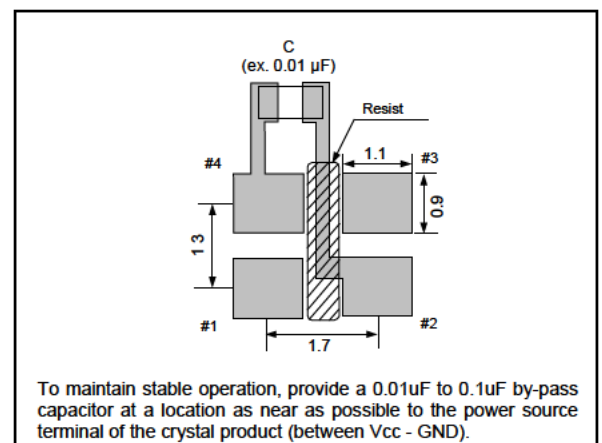 C
(ex. 0.01 µF)
Resist
#4
1.1
#3
0.9
1 3
#1
#2
1.7
To maintain stable operation, provide a 0.01uF to 0.1uF by-pass
capacitor at a location as near as possible to the power source
terminal of the crystal product (between Vcc - GND).